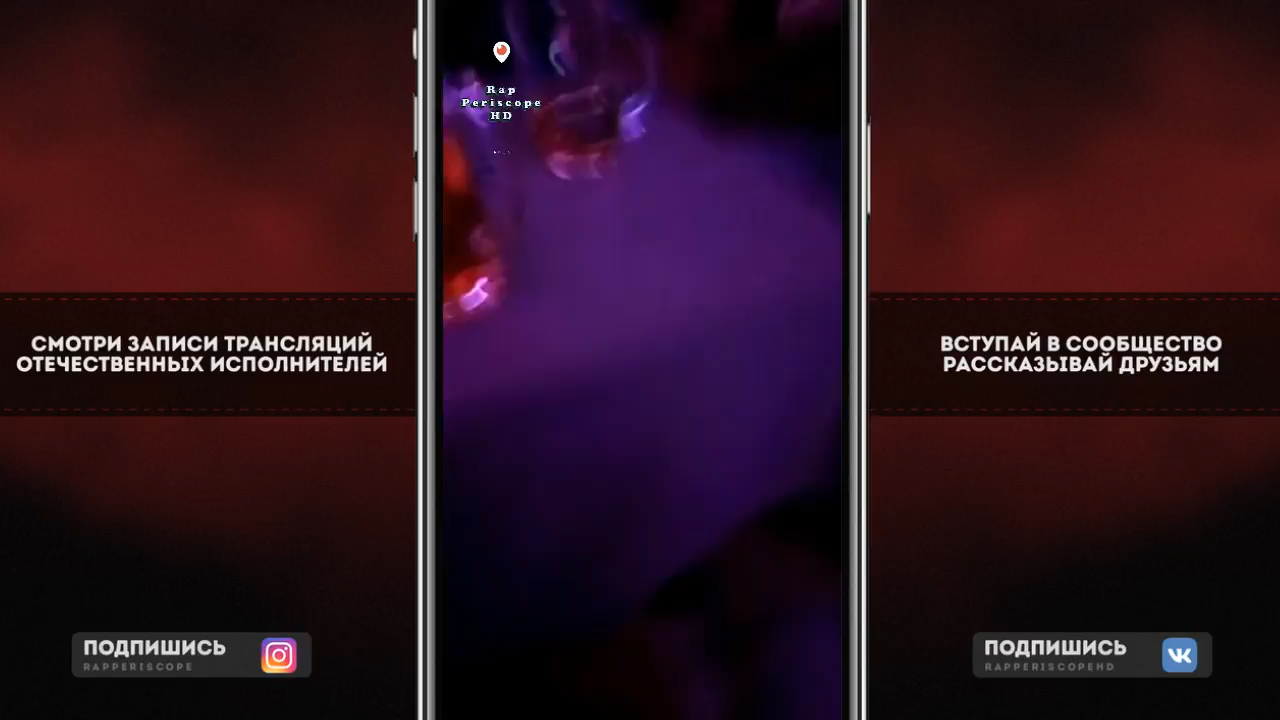 Rap
Periscope
HD
СМОТРИ ЗАПИСИ ТРАНСЛЯЦИЙ
ОТЕЧЕСТВЕННЫХ ИСПОЛНИТЕЛЕЙ
ВСТУПАЙ В СООБЩЕСТВО
РАССКАЗЫВАЙ ДРУЗЬЯМ
ПОДПИШИСЬ
RAPPERISCOPE
ПОДПИШИСЬ
RAPPERISCOPEHD